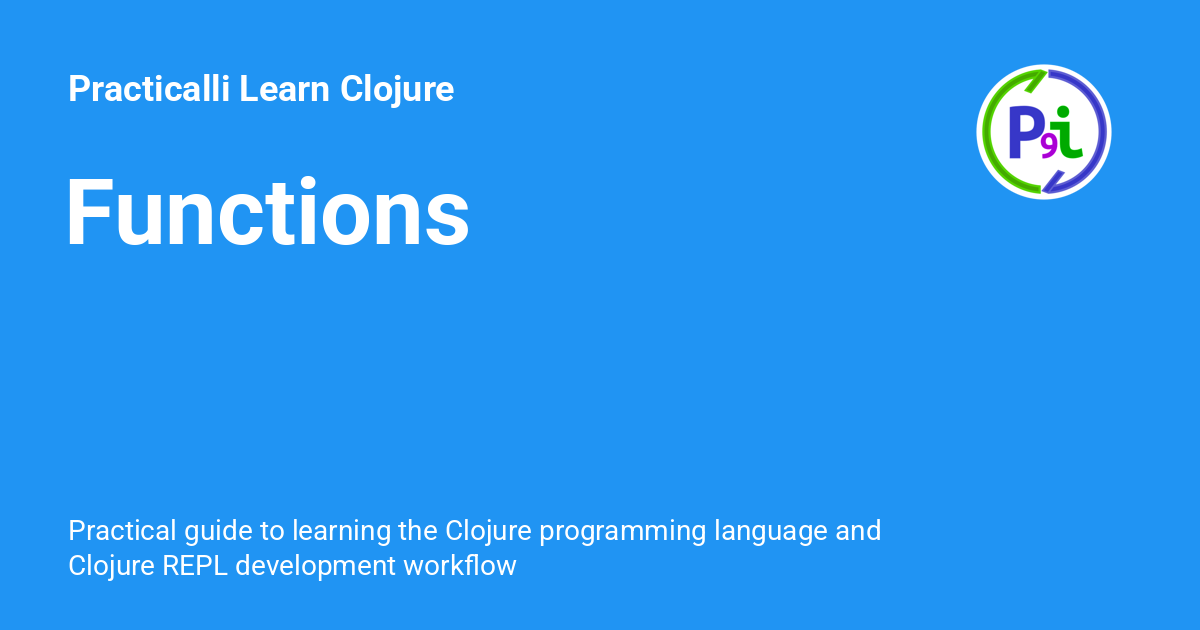 Practicalli Learn Clojure
P9i
Functions
Practical guide to learning the Clojure programming language and
Clojure REPL development workflow